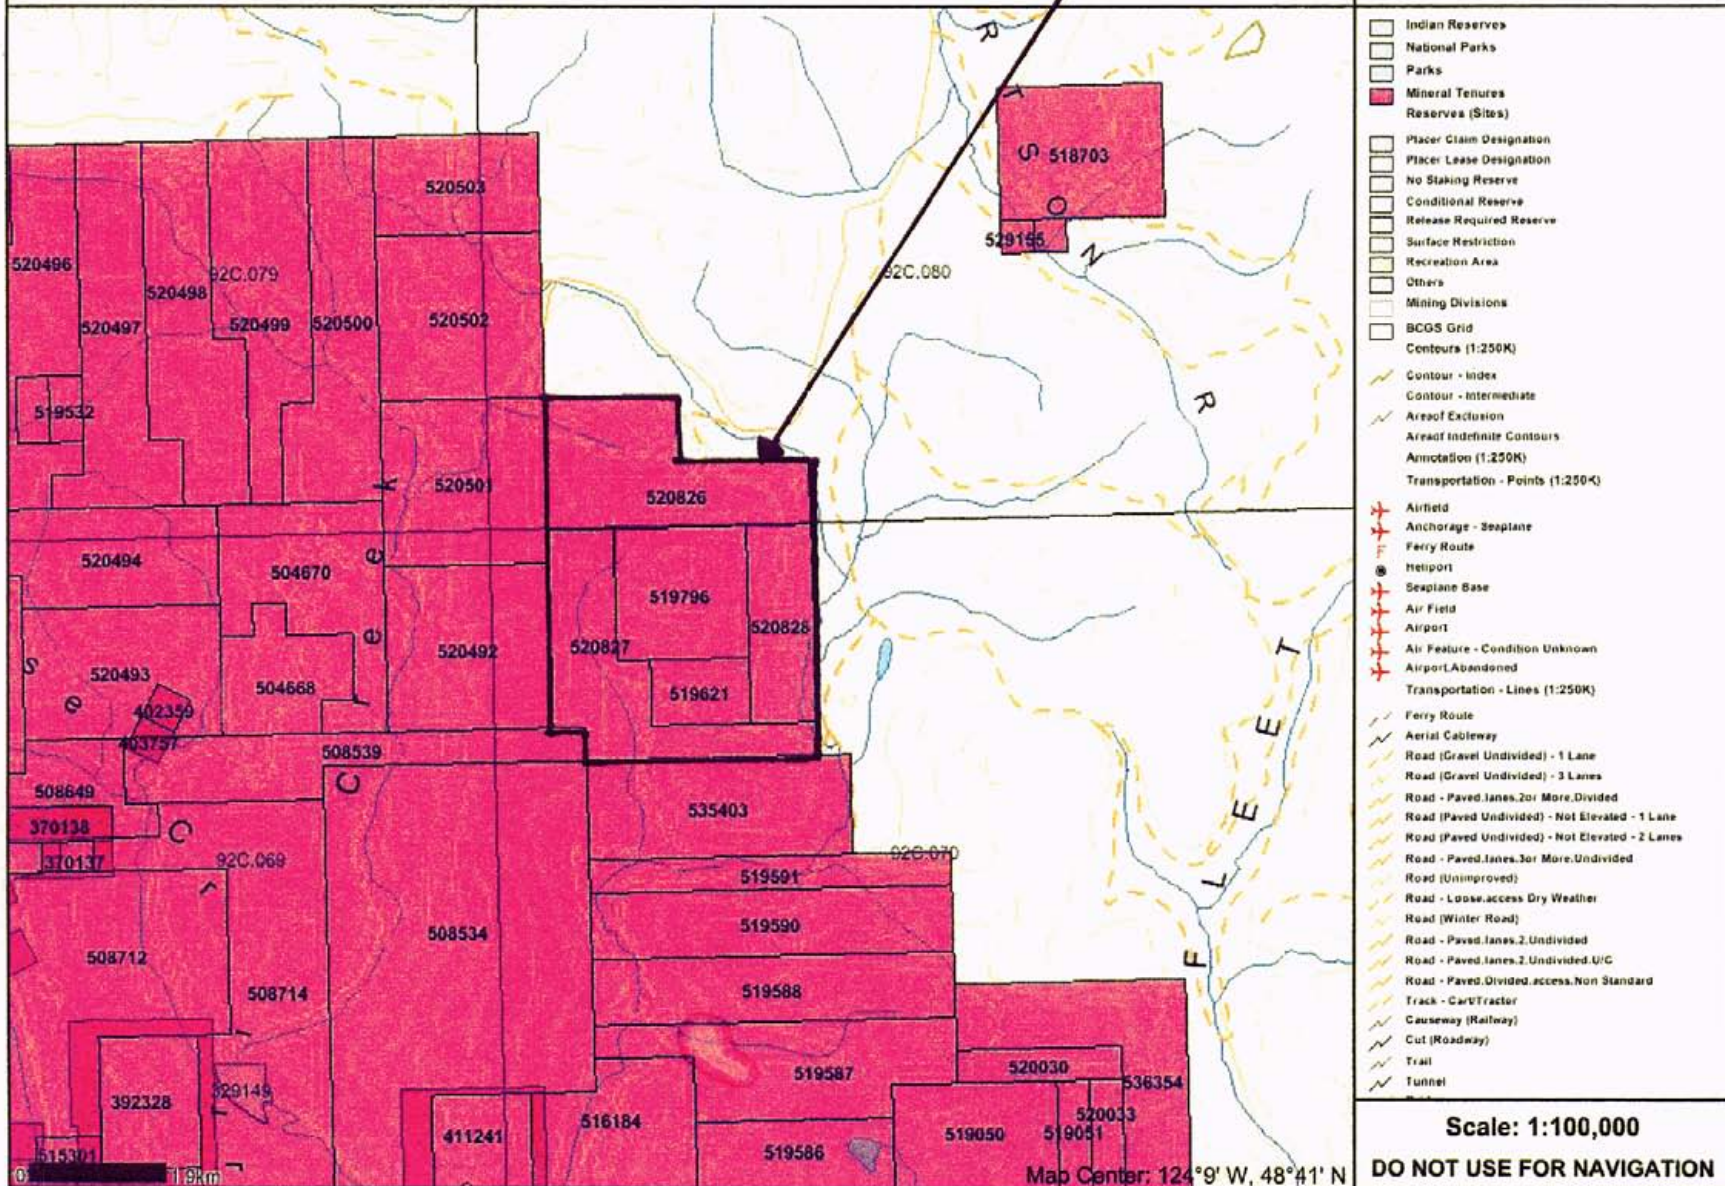 R
T
S
O
N
R
520503
518703
529155
520496
92C.079
92C.080
520498
520497
520499
520500
520502
519532
k
520501
520826
e
520494
504670
519796
e
520827
520828
520492
520493
504668
519621
s
e
402359
r
403757
508539
C
508649
370138
C
535403
370137
92C.069
92C.070
519591
r
508534
519590
508712
508714
519588
519587
520030
536354
392328
329149
516184
520033
411241
519050
519051
519586
515301
F
L
E
E
T
0
1.9km
Map Center: 124°9' W, 48°41' N
Indian Reserves
National Parks
Parks
Mineral Tenures
Reserves (Sites)
Placer Claim Designation
Placer Lease Designation
No Staking Reserve
Conditional Reserve
Release Required Reserve
Surface Restriction
Recreation Area
Others
Mining Divisions
BCGS Grid
Contours (1:250K)
Contour - Index
Contour - Intermediate
Areaof Exclusion
Areaof Indefinite Contours
Annotation (1:250K)
Transportation - Points (1:250K)
Airfield
Anchorage - Seaplane
Ferry Route
Heliport
Seaplane Base
Air Field
Airport
Air Feature - Condition Unknown
Airport.Abandoned
Transportation - Lines (1:250K)
Ferry Route
Aerial Cableway
Road (Gravel Undivided) - 1 Lane
Road (Gravel Undivided) - 3 Lanes
Road - Paved.lanes.2or More.Divided
Road (Paved Undivided) - Not Elevated - 1 Lane
Road (Paved Undivided) - Not Elevated - 2 Lanes
Road - Paved.lanes.3or More.Undivided
Road (Unimproved)
Road - Loose.access Dry Weather
Road (Winter Road)
Road - Paved.lanes.2.Undivided
Road - Paved.lanes.2.Undivided.U/C
Road - Paved.Divided.access.Non Standard
Track - Cart/Tractor
Causeway (Railway)
Cut (Roadway)
Trail
Tunnel
Scale: 1:100,000
DO NOT USE FOR NAVIGATION